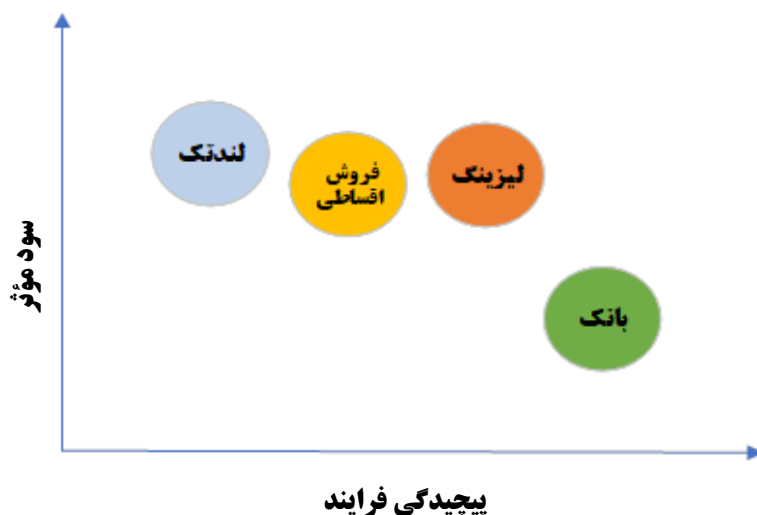 لندتک
فروش
اقساطی
لیزینگ
بانک
سود مؤثر
پیچیدگی فرایند